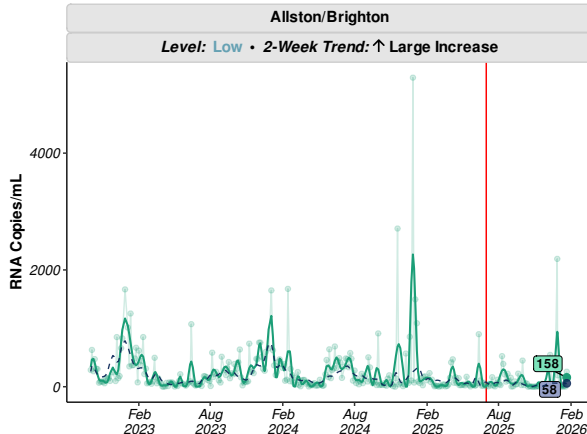 Allston/Brighton
Level: Low • 2-Week Trend: ↑ Large Increase
RNA Copies/mL
4000
2000
0
158
58
Feb 2023
Aug 2023
Feb 2024
Aug 2024
Feb 2025
Aug 2025
Feb 2026